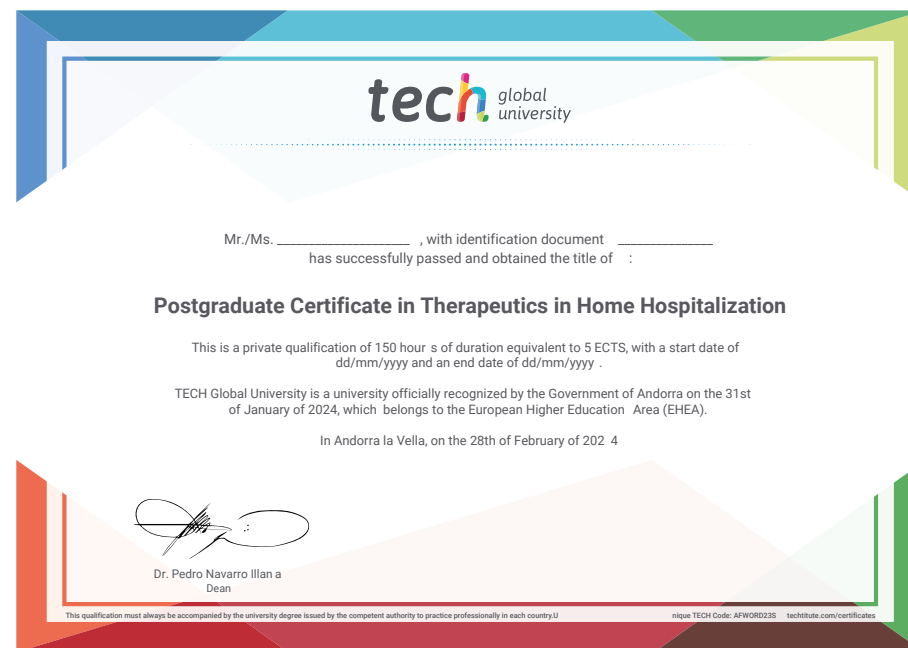 tech global university
Mr./Ms. ____________________ , with identification document ______________
has successfully passed and obtained the title of :
Postgraduate Certificate in Therapeutics in Home Hospitalization
This is a private qualification of 150 hour s of duration equivalent to 5 ECTS, with a start date of
dd/mm/yyyy and an end date of dd/mm/yyyy .
TECH Global University is a university officially recognized by the Government of Andorra on the 31st
of January of 2024, which belongs to the European Higher Education Area (EHEA).
In Andorra la Vella, on the 28th of February of 202 4
Dr. Pedro Navarro Illan a
Dean
This qualification must always be accompanied by the university degree issued by the competent authority to practice professionally in each country.U nique TECH Code: AFWORD23S techtitute.com/certificates